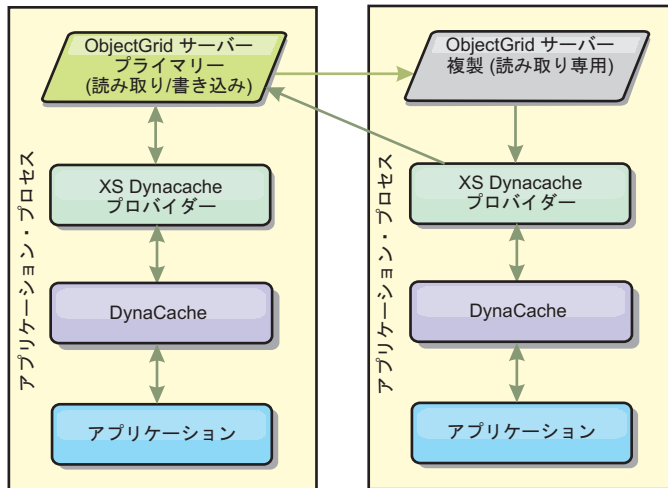 ObjectGrid サーバー
プライマリー
(読み取り/書き込み)
XS Dynacache
プロバイダー
DynaCache
アプリケーション
アプリケーション・プロセス
ObjectGrid サーバー
複製 (読み取り専用)
XS Dynacache
プロバイダー
DynaCache
アプリケーション
アプリケーション・プロセス